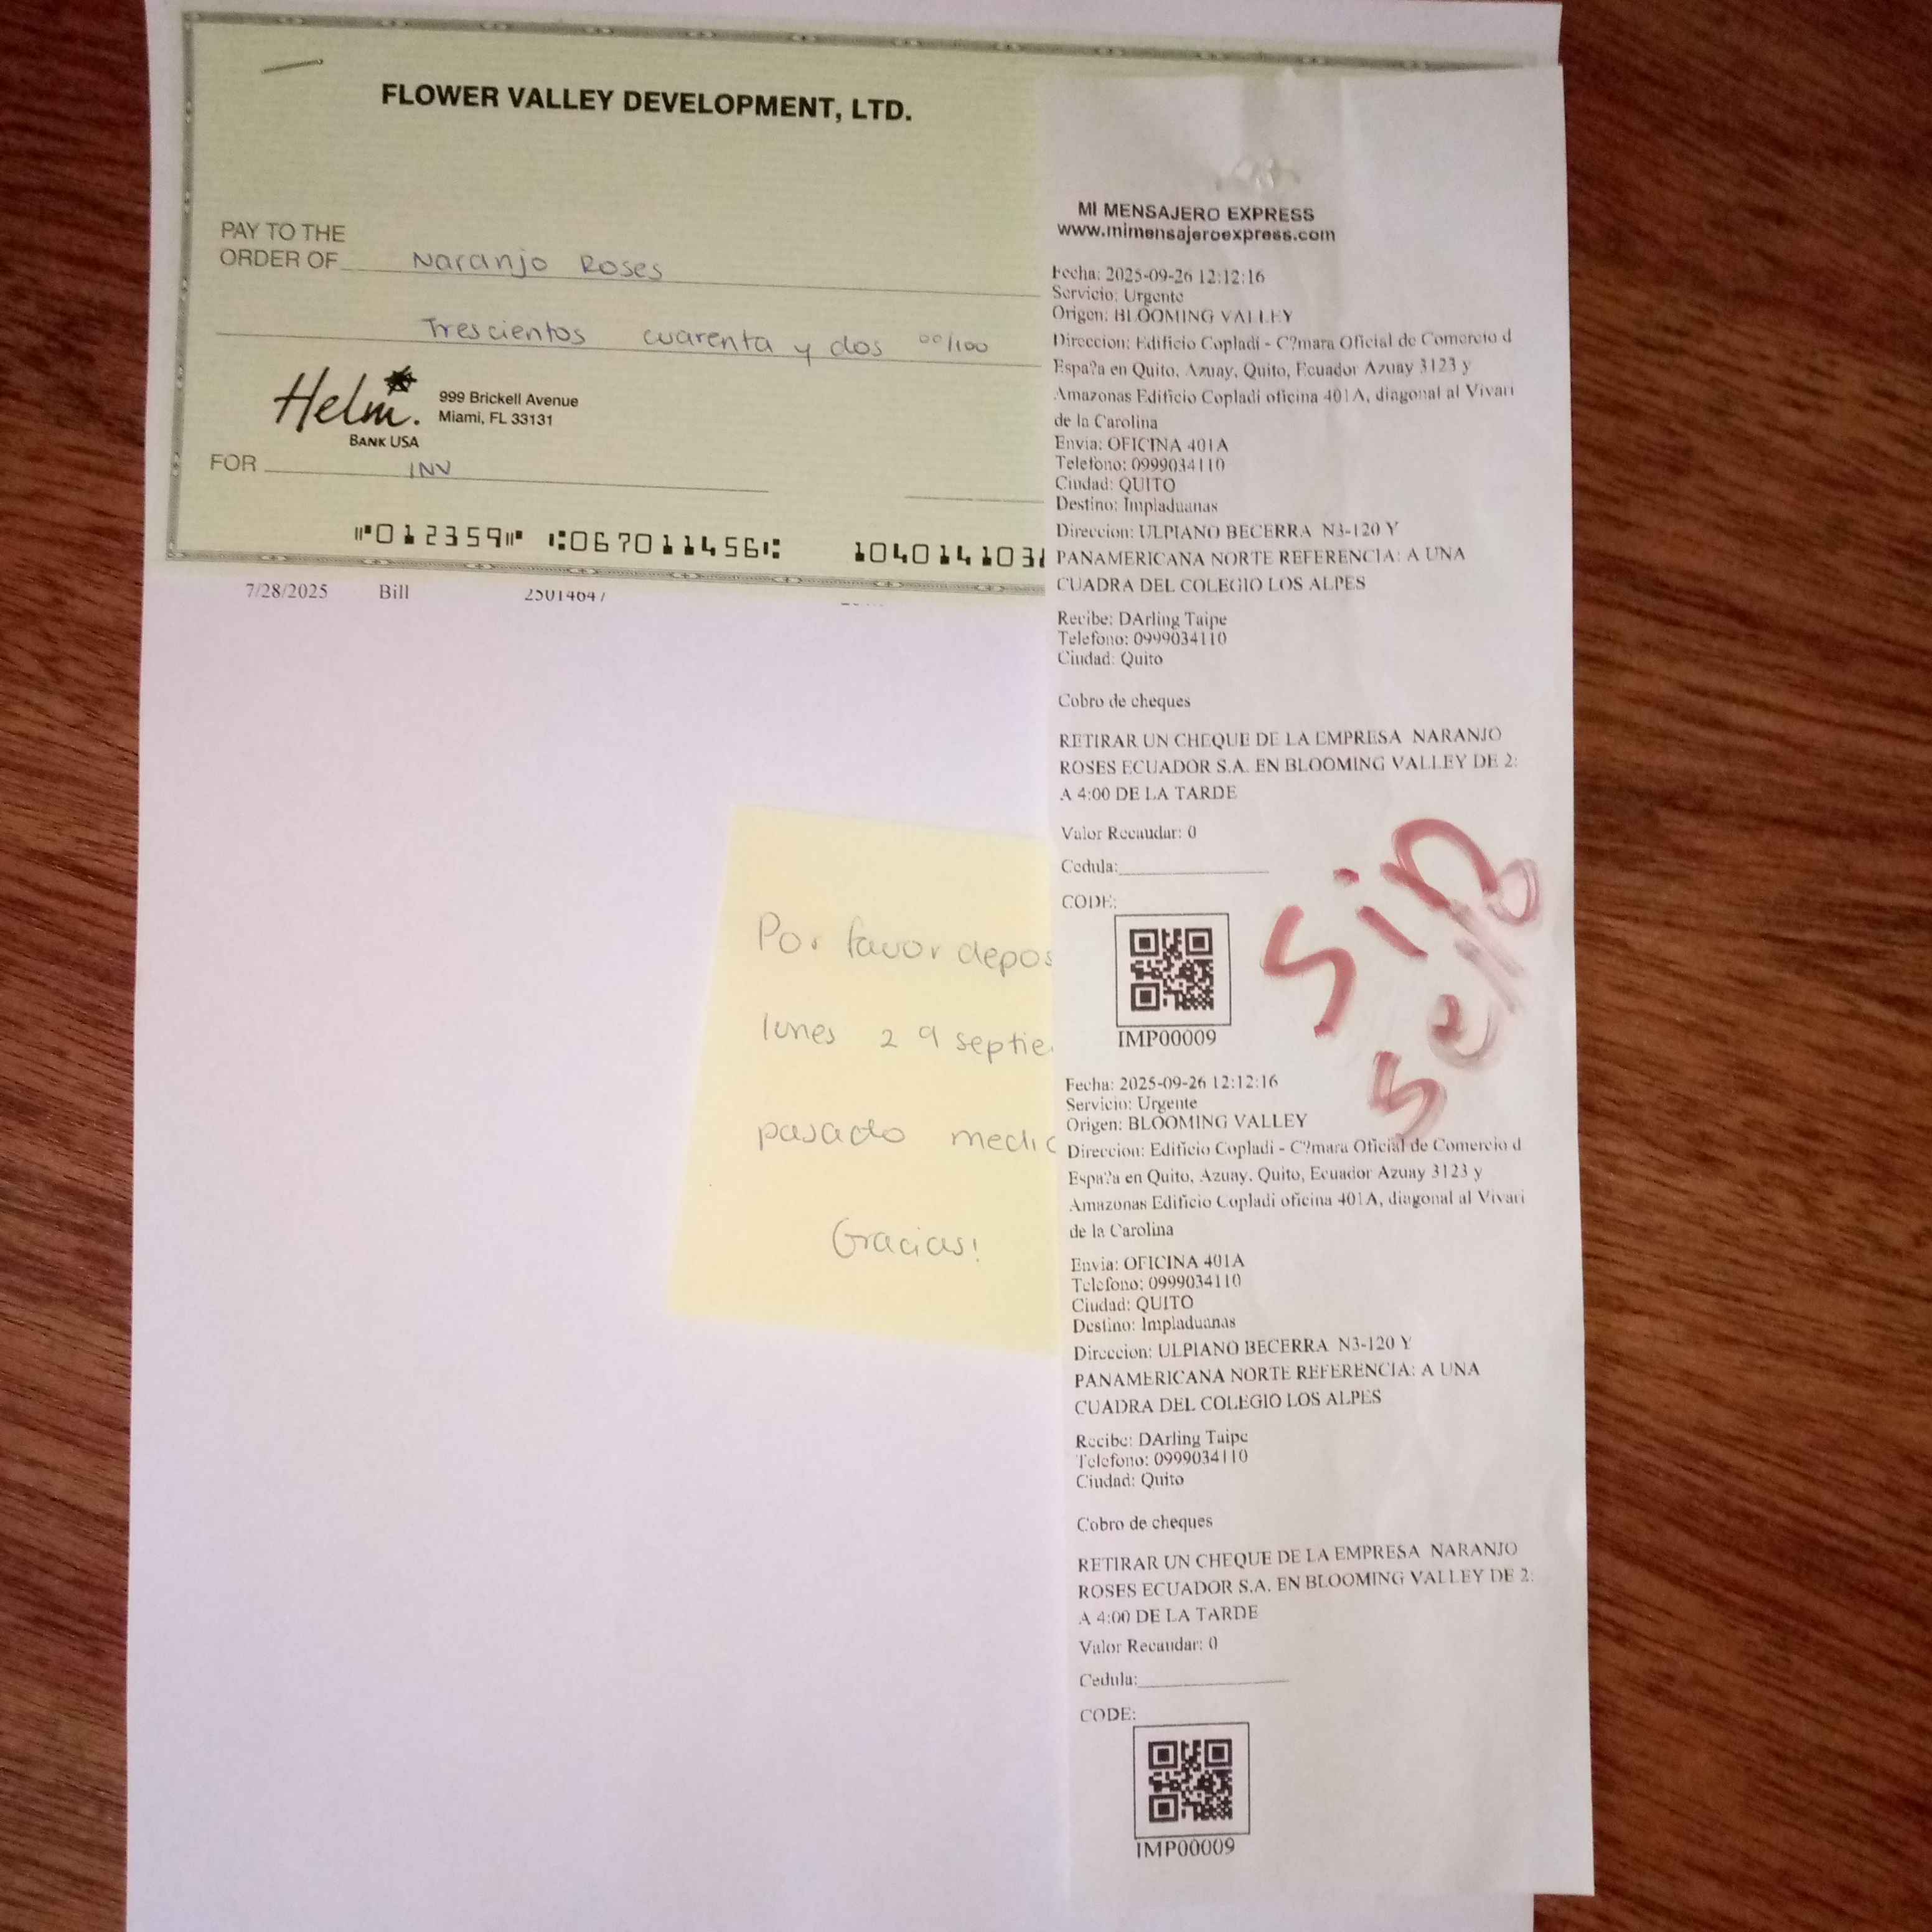 FLOWER VALLEY DEVELOPMENT, LTD.
PAY TO THE
ORDER OF Naranjo Roses
Trescientos cuarenta y dos 00/100
Helm.
BANK USA
999 Brickell Avenue
Miami, FL 33131
FOR INV
⑈012359⑈ ⑆067011456⑆ 104014103
7/28/2025 Bill 25014647
Por favor depos
lunes 29 septie
pasado medi
Gracias!
MI MENSAJERO EXPRESS
www.mimensajeroexpress.com
Fecha: 2025-09-26 12:12:16
Servicio: Urgente
Origen: BLOOMING VALLEY
Direccion: Edificio Copladi - C?mara Oficial de Comercio d
Espa?a en Quito, Azuay, Quito, Ecuador Azuay 3123 y
Amazonas Edificio Copladi oficina 401A, diagonal al Vivari
de la Carolina
Envia: OFICINA 401A
Telefono: 0999034110
Ciudad: QUITO
Destino: Impladuanas
Direccion: ULPIANO BECERRA N3-120 Y
PANAMERICANA NORTE REFERENCIA: A UNA
CUADRA DEL COLEGIO LOS ALPES
Recibe: DArling Taipe
Telefono: 0999034110
Ciudad: Quito
Cobro de cheques
RETIRAR UN CHEQUE DE LA EMPRESA NARANJO
ROSES ECUADOR S.A. EN BLOOMING VALLEY DE 2:
A 4:00 DE LA TARDE
Valor Recaudar: 0
Cedula:
CODE:
IMP00009
Sin
sello
Fecha: 2025-09-26 12:12:16
Servicio: Urgente
Origen: BLOOMING VALLEY
Direccion: Edificio Copladi - C?mara Oficial de Comercio d
Espa?a en Quito, Azuay, Quito, Ecuador Azuay 3123 y
Amazonas Edificio Copladi oficina 401A, diagonal al Vivari
de la Carolina
Envia: OFICINA 401A
Telefono: 0999034110
Ciudad: QUITO
Destino: Impladuanas
Direccion: ULPIANO BECERRA N3-120 Y
PANAMERICANA NORTE REFERENCIA: A UNA
CUADRA DEL COLEGIO LOS ALPES
Recibe: DArling Taipe
Telefono: 0999034110
Ciudad: Quito
Cobro de cheques
RETIRAR UN CHEQUE DE LA EMPRESA NARANJO
ROSES ECUADOR S.A. EN BLOOMING VALLEY DE 2:
A 4:00 DE LA TARDE
Valor Recaudar: 0
Cedula:
CODE:
IMP00009